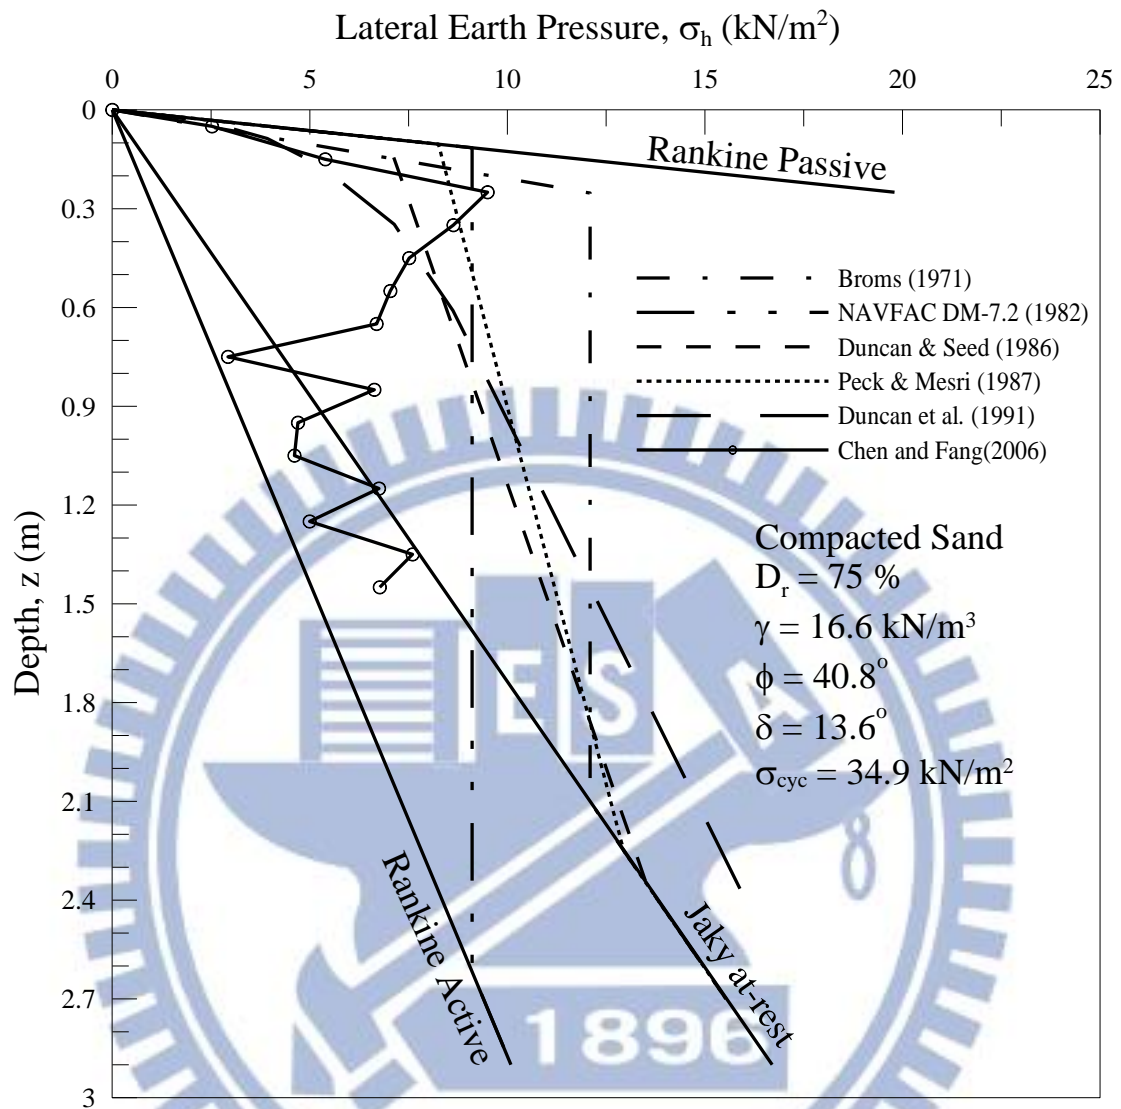 Lateral Earth Pressure, σh (kN/m²)
0 5 10 15 20 25
0
0.3
0.6
0.9
1.2
1.5
1.8
2.1
2.4
2.7
3
Depth, z (m)
Rankine Passive
Broms (1971)
NAVFAC DM-7.2 (1982)
Duncan & Seed (1986)
Peck & Mesri (1987)
Duncan et al. (1991)
Chen and Fang(2006)
Compacted Sand
Dr = 75 %
γ = 16.6 kN/m³
ϕ = 40.8°
δ = 13.6°
σcyc = 34.9 kN/m²
Rankine Active
Jaky at-rest
E S A
1896